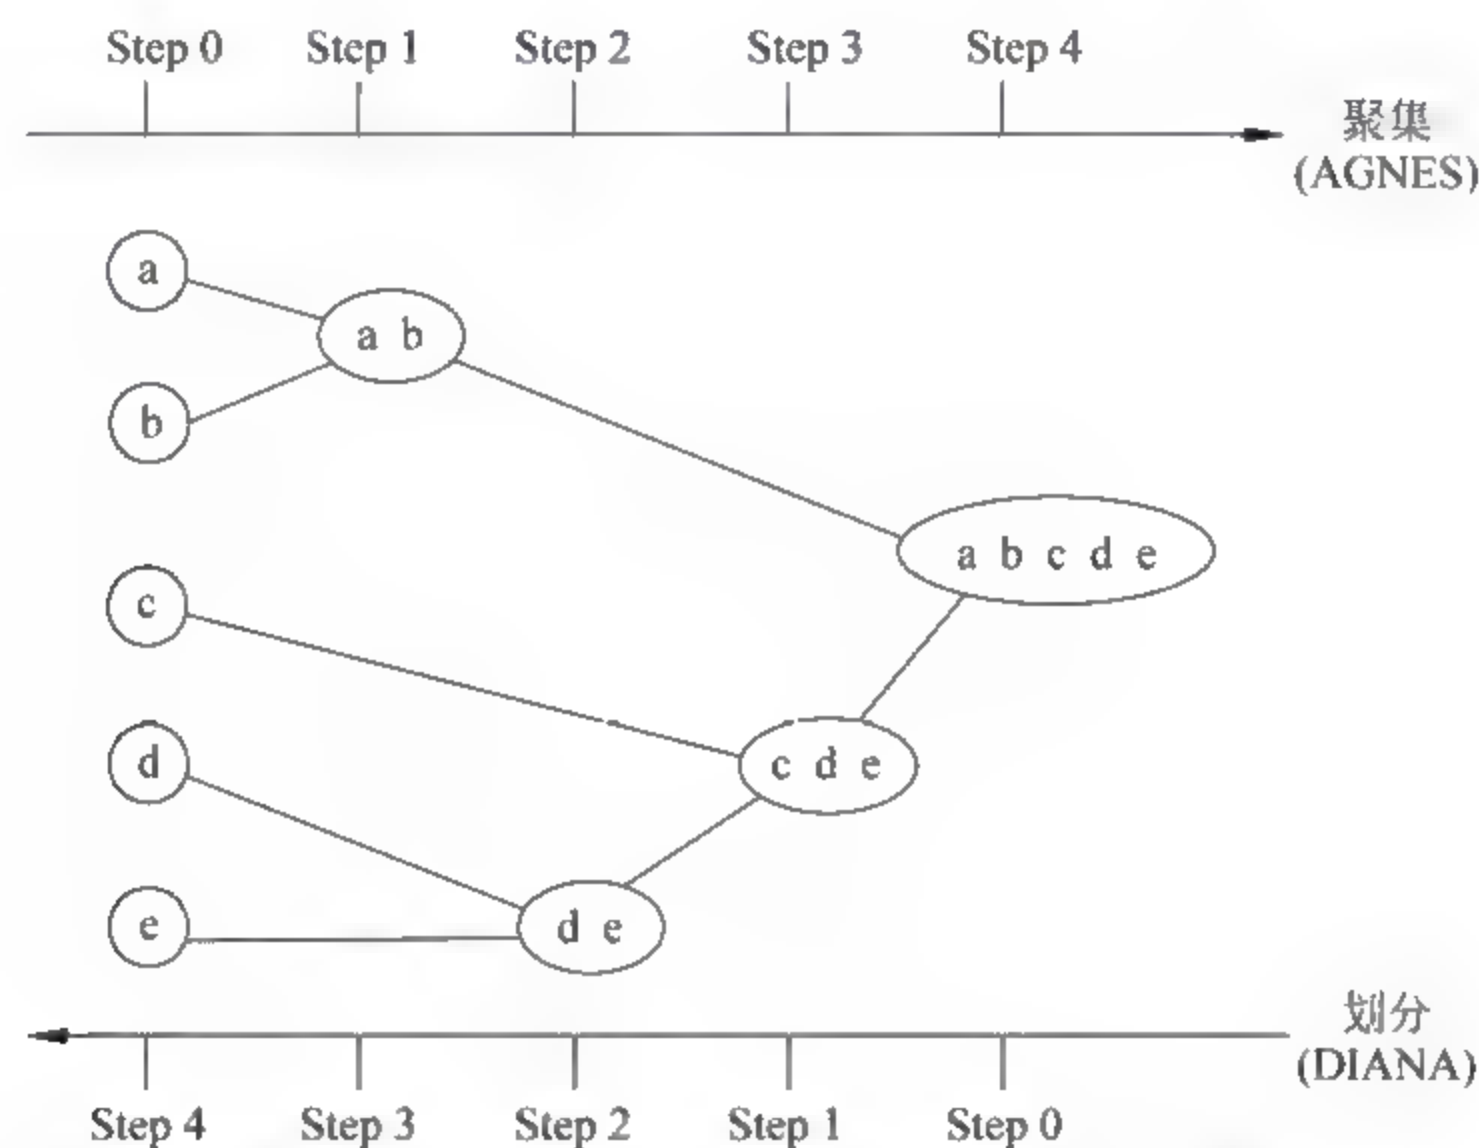 Step 0 Step 1 Step 2 Step 3 Step 4
聚集
(AGNES)
a
a b
b
a b c d e
c
d
c d e
e
d e
划分
(DIANA)
Step 4 Step 3 Step 2 Step 1 Step 0